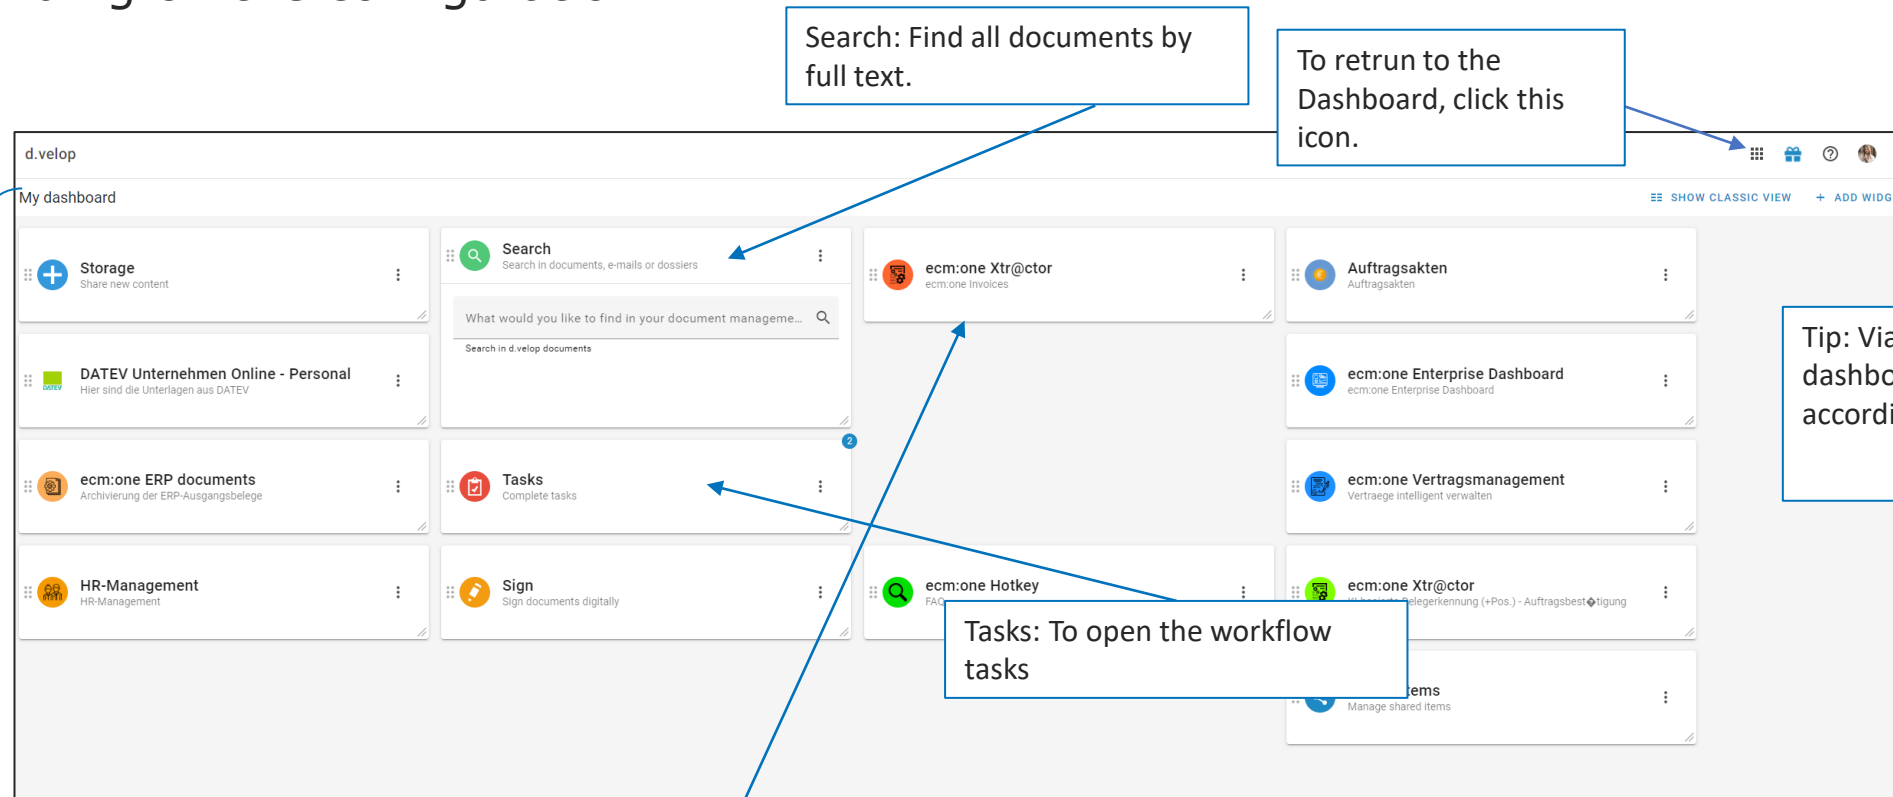 Search: Find all documents by
full text.
To retrun to the
Dashboard, click this
icon.
d.velop
My dashboard
SHOW CLASSIC VIEW
+ ADD WIDG
Storage
Share new content
Search
Search in documents, e-mails or dossiers
What would you like to find in your document manageme...
Search in d.velop documents
ecm:one Xtr@ctor
ecm:one Invoices
Auftragsakten
Auftragsakten
Tip: Via
dashbo
accordi
DATEV
DATEV Unternehmen Online - Personal
Hier sind die Unterlagen aus DATEV
ecm:one Enterprise Dashboard
ecm:one Enterprise Dashboard
ecm:one ERP documents
Archivierung der ERP-Ausgangsbelege
2
Tasks
Complete tasks
ecm:one Vertragsmanagement
Vertraege intelligent verwalten
HR-Management
HR-Management
Sign
Sign documents digitally
ecm:one Hotkey
FAQ
ecm:one Xtr@ctor
(+Pos.) - Auftragsbest�tigung
Tasks: To open the workflow
tasks
ems
Manage shared items